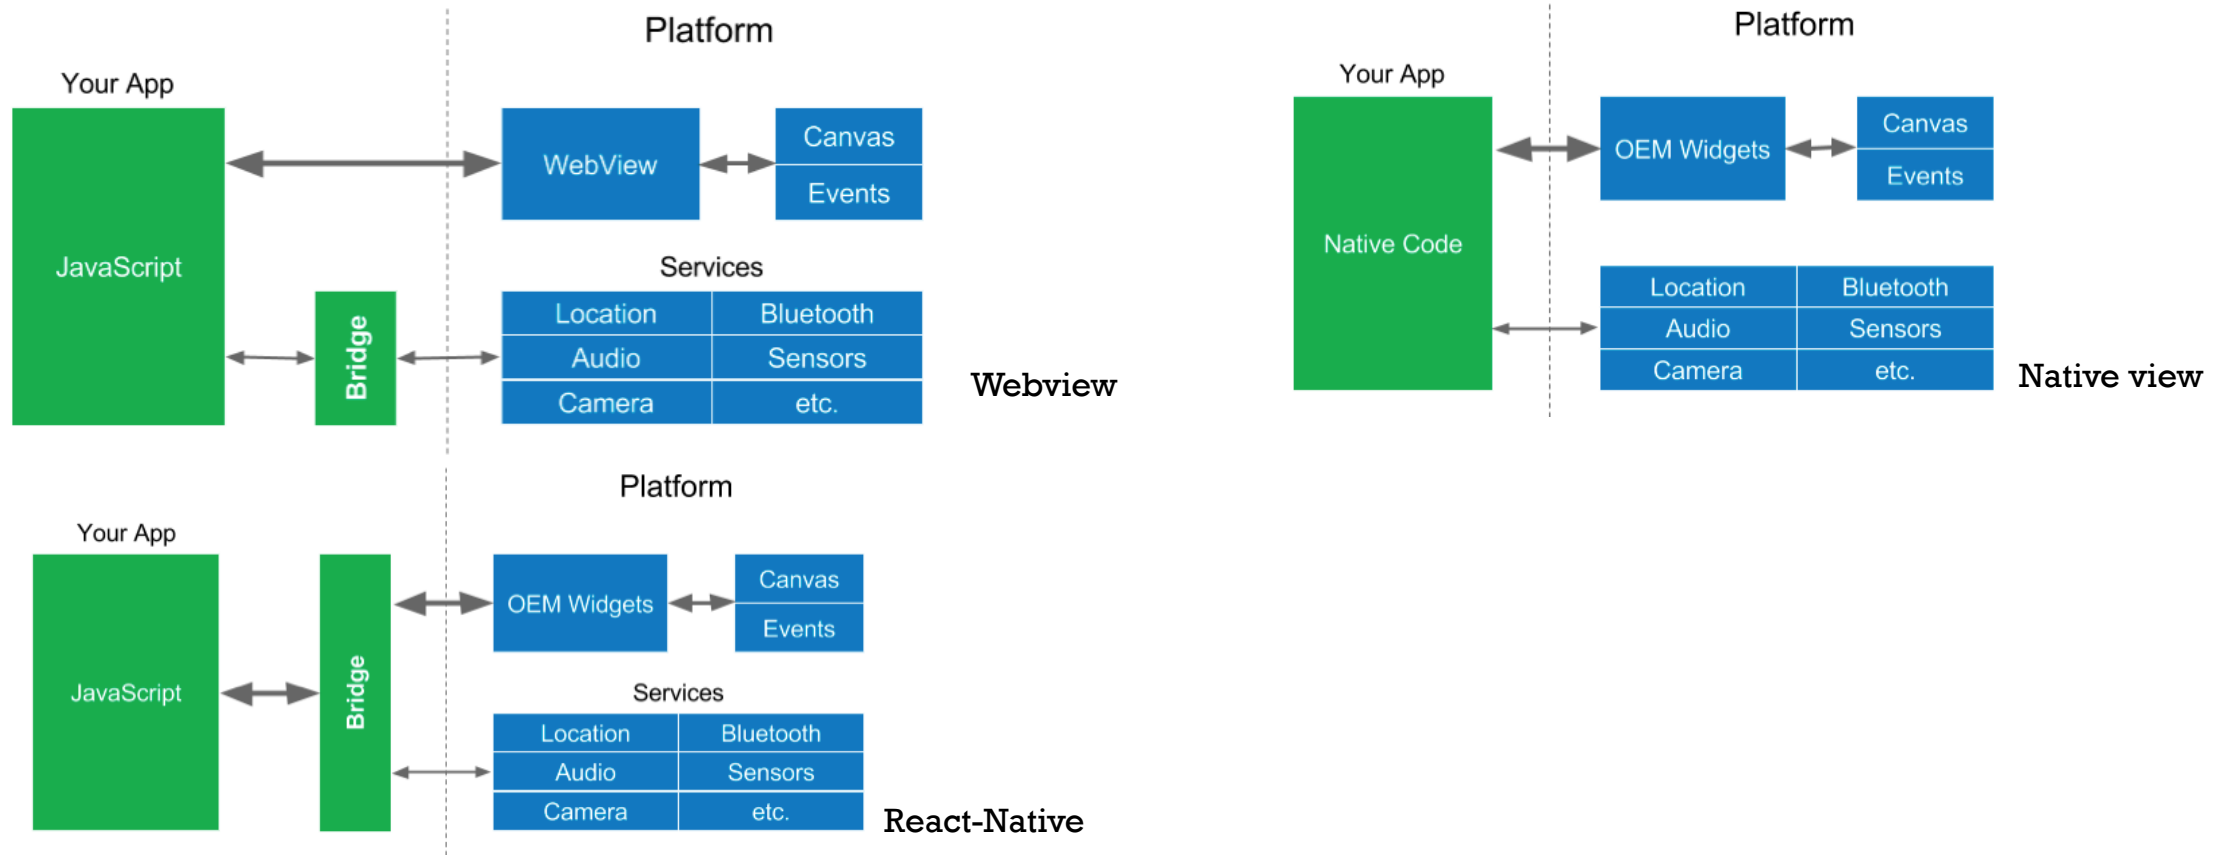 Platform
Your App
JavaScript
WebView
Canvas
Events
Bridge
Services
Location
Bluetooth
Audio
Sensors
Camera
etc.
Webview
Platform
Your App
Native Code
OEM Widgets
Canvas
Events
Location
Bluetooth
Audio
Sensors
Camera
etc.
Native view
Platform
Your App
JavaScript
Bridge
OEM Widgets
Canvas
Events
Services
Location
Bluetooth
Audio
Sensors
Camera
etc.
React-Native